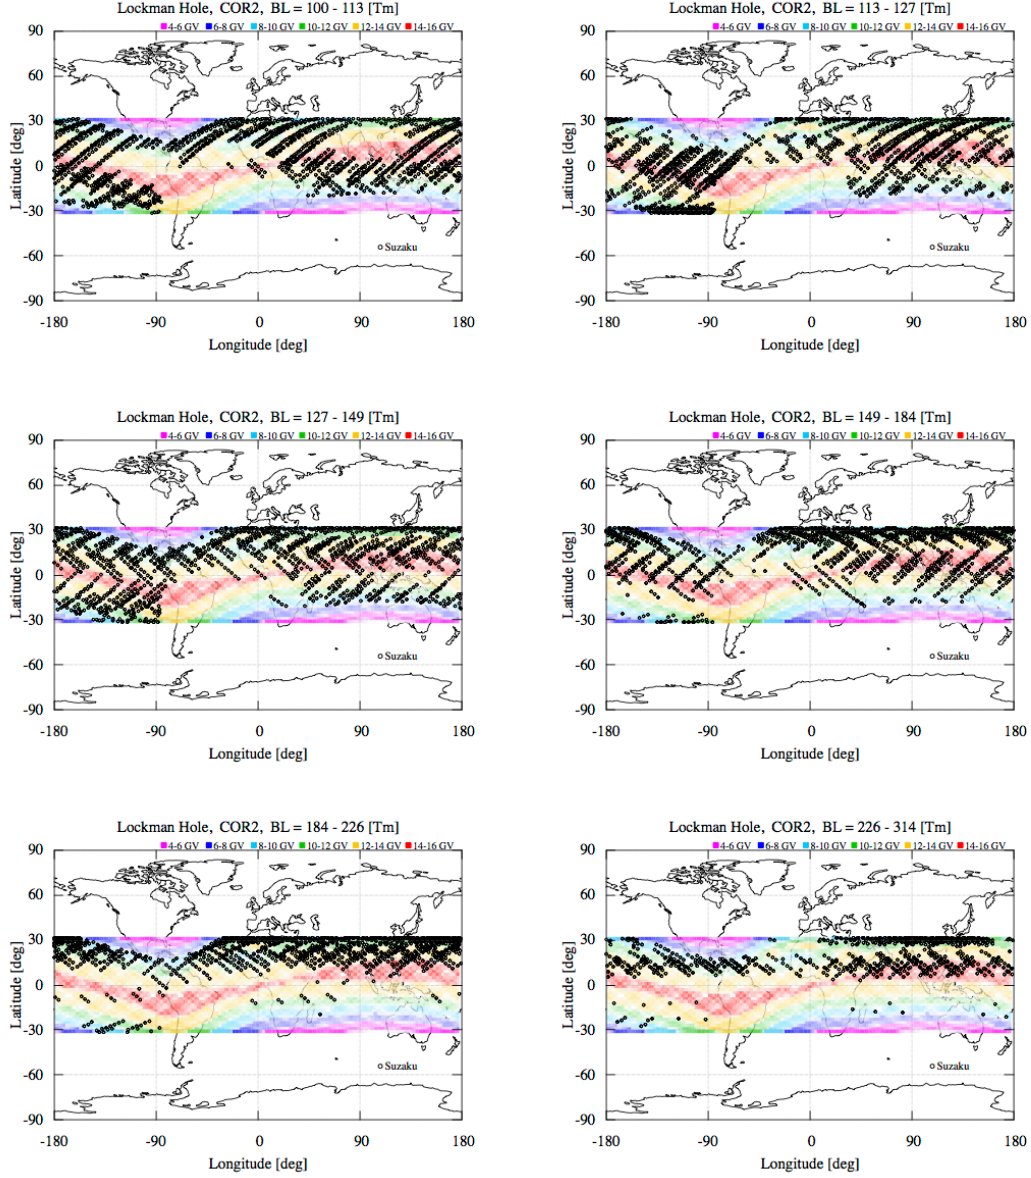 Lockman Hole, COR2, BL = 100 - 113 [Tm]
4-6 GV 6-8 GV 8-10 GV 10-12 GV 12-14 GV 14-16 GV
90
60
30
0
-30
-60
-90
Latitude [deg]
Suzaku
-180 -90 0 90 180
Longitude [deg]
Lockman Hole, COR2, BL = 113 - 127 [Tm]
4-6 GV 6-8 GV 8-10 GV 10-12 GV 12-14 GV 14-16 GV
90
60
30
0
-30
-60
-90
Latitude [deg]
Suzaku
-180 -90 0 90 180
Longitude [deg]
Lockman Hole, COR2, BL = 127 - 149 [Tm]
4-6 GV 6-8 GV 8-10 GV 10-12 GV 12-14 GV 14-16 GV
90
60
30
0
-30
-60
-90
Latitude [deg]
Suzaku
-180 -90 0 90 180
Longitude [deg]
Lockman Hole, COR2, BL = 149 - 184 [Tm]
4-6 GV 6-8 GV 8-10 GV 10-12 GV 12-14 GV 14-16 GV
90
60
30
0
-30
-60
-90
Latitude [deg]
Suzaku
-180 -90 0 90 180
Longitude [deg]
Lockman Hole, COR2, BL = 184 - 226 [Tm]
4-6 GV 6-8 GV 8-10 GV 10-12 GV 12-14 GV 14-16 GV
90
60
30
0
-30
-60
-90
Latitude [deg]
Suzaku
-180 -90 0 90 180
Longitude [deg]
Lockman Hole, COR2, BL = 226 - 314 [Tm]
4-6 GV 6-8 GV 8-10 GV 10-12 GV 12-14 GV 14-16 GV
90
60
30
0
-30
-60
-90
Latitude [deg]
Suzaku
-180 -90 0 90 180
Longitude [deg]